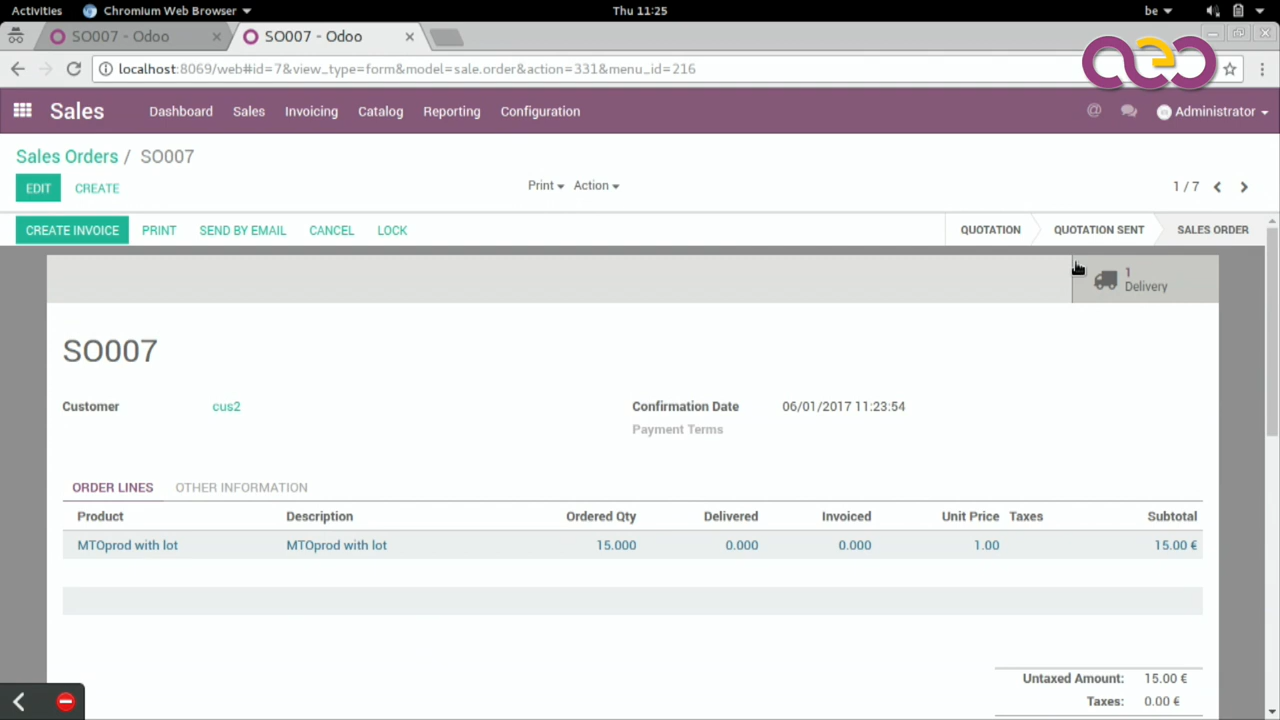 Activities Chromium Web Browser Thu 11:25 be
SO007 - Odoo SO007 - Odoo
localhost:8069/web#id=7&view_type=form&model=sale.order&action=331&menu_id=216
Sales Dashboard Sales Invoicing Catalog Reporting Configuration @ Administrator
Sales Orders / SO007
EDIT CREATE Print Action 1 / 7
CREATE INVOICE PRINT SEND BY EMAIL CANCEL LOCK QUOTATION QUOTATION SENT SALES ORDER
1
Delivery
SO007
Customer cus2 Confirmation Date 06/01/2017 11:23:54
Payment Terms
ORDER LINES OTHER INFORMATION
Product Description Ordered Qty Delivered Invoiced Unit Price Taxes Subtotal
MTOprod with lot MTOprod with lot 15.000 0.000 0.000 1.00 15.00 €
Untaxed Amount: 15.00 €
Taxes: 0.00 €